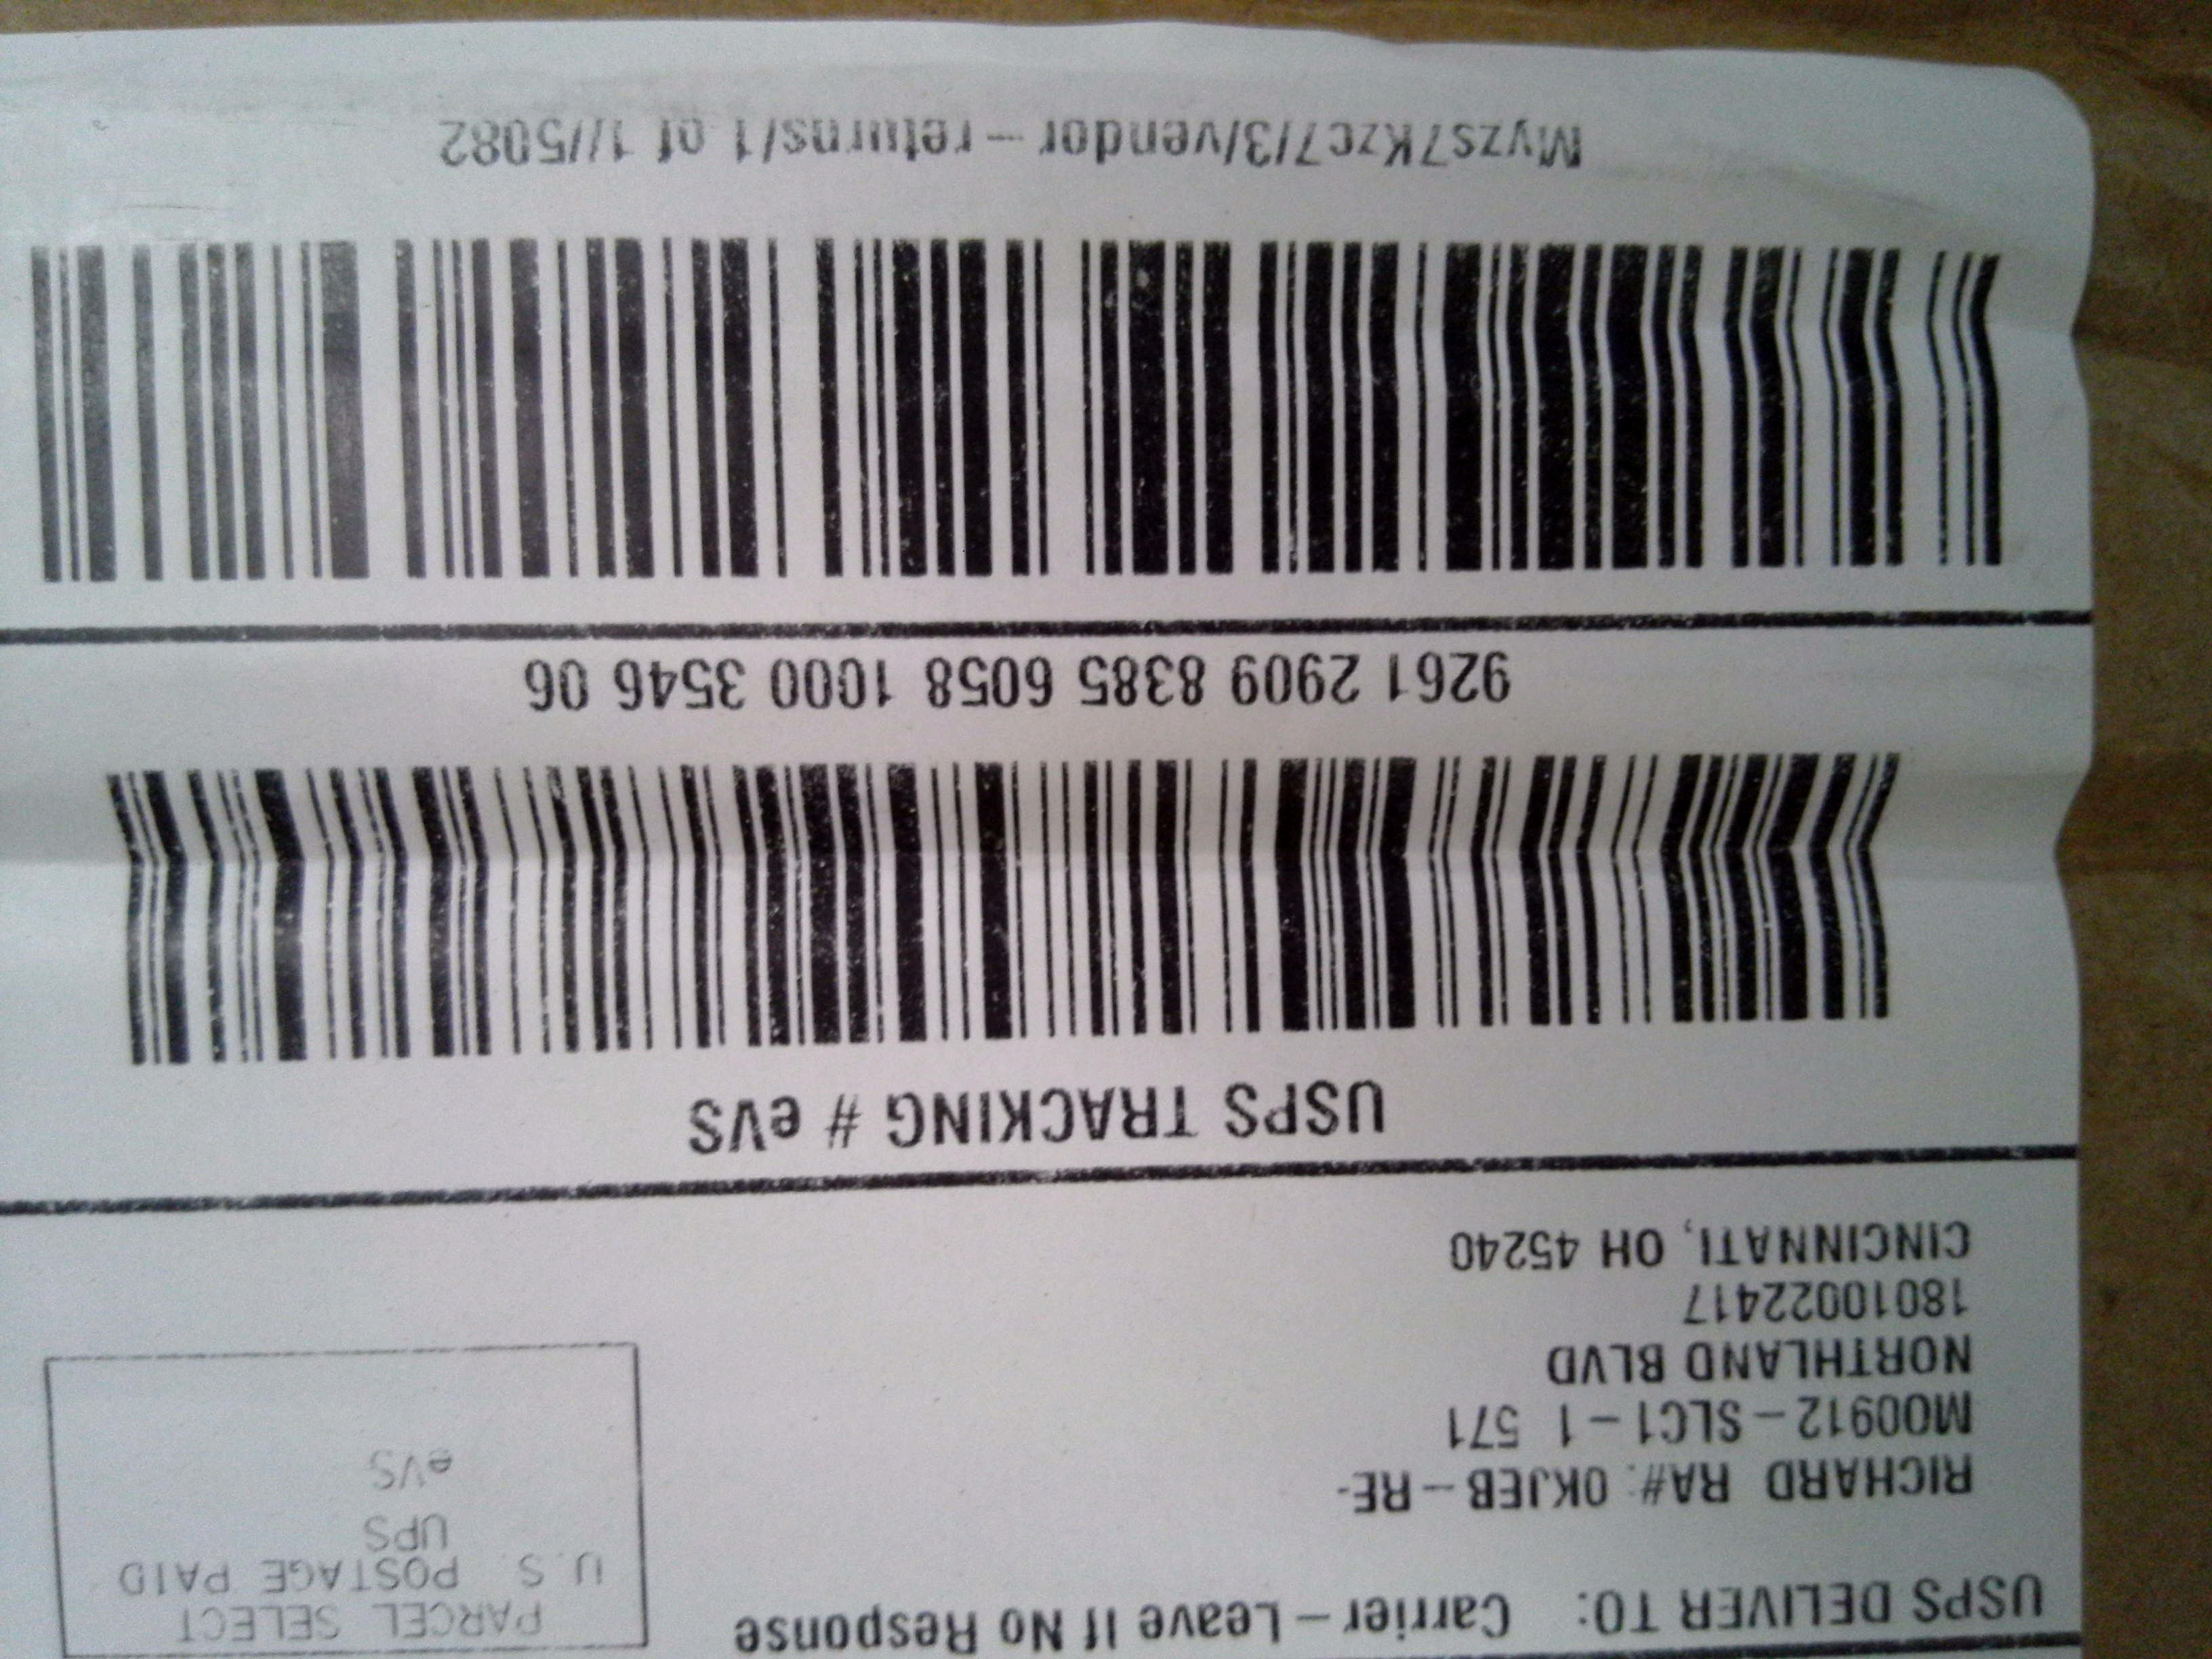 USPS DELIVER TO: Carrier – Leave If No Response
PARCEL SELECT
U.S. POSTAGE PAID
UPS
eVS
RICHARD RA#: 0KJEB – RE-
M00912 – SLC1 – 1 571
NORTHLAND BLVD
18010022417
CINCINNATI, OH 45240
USPS TRACKING # eVS
9261 2909 8385 6058 1000 3546 06
Myzs7Kzc7/3/vendor – returns/1 of 1//5082